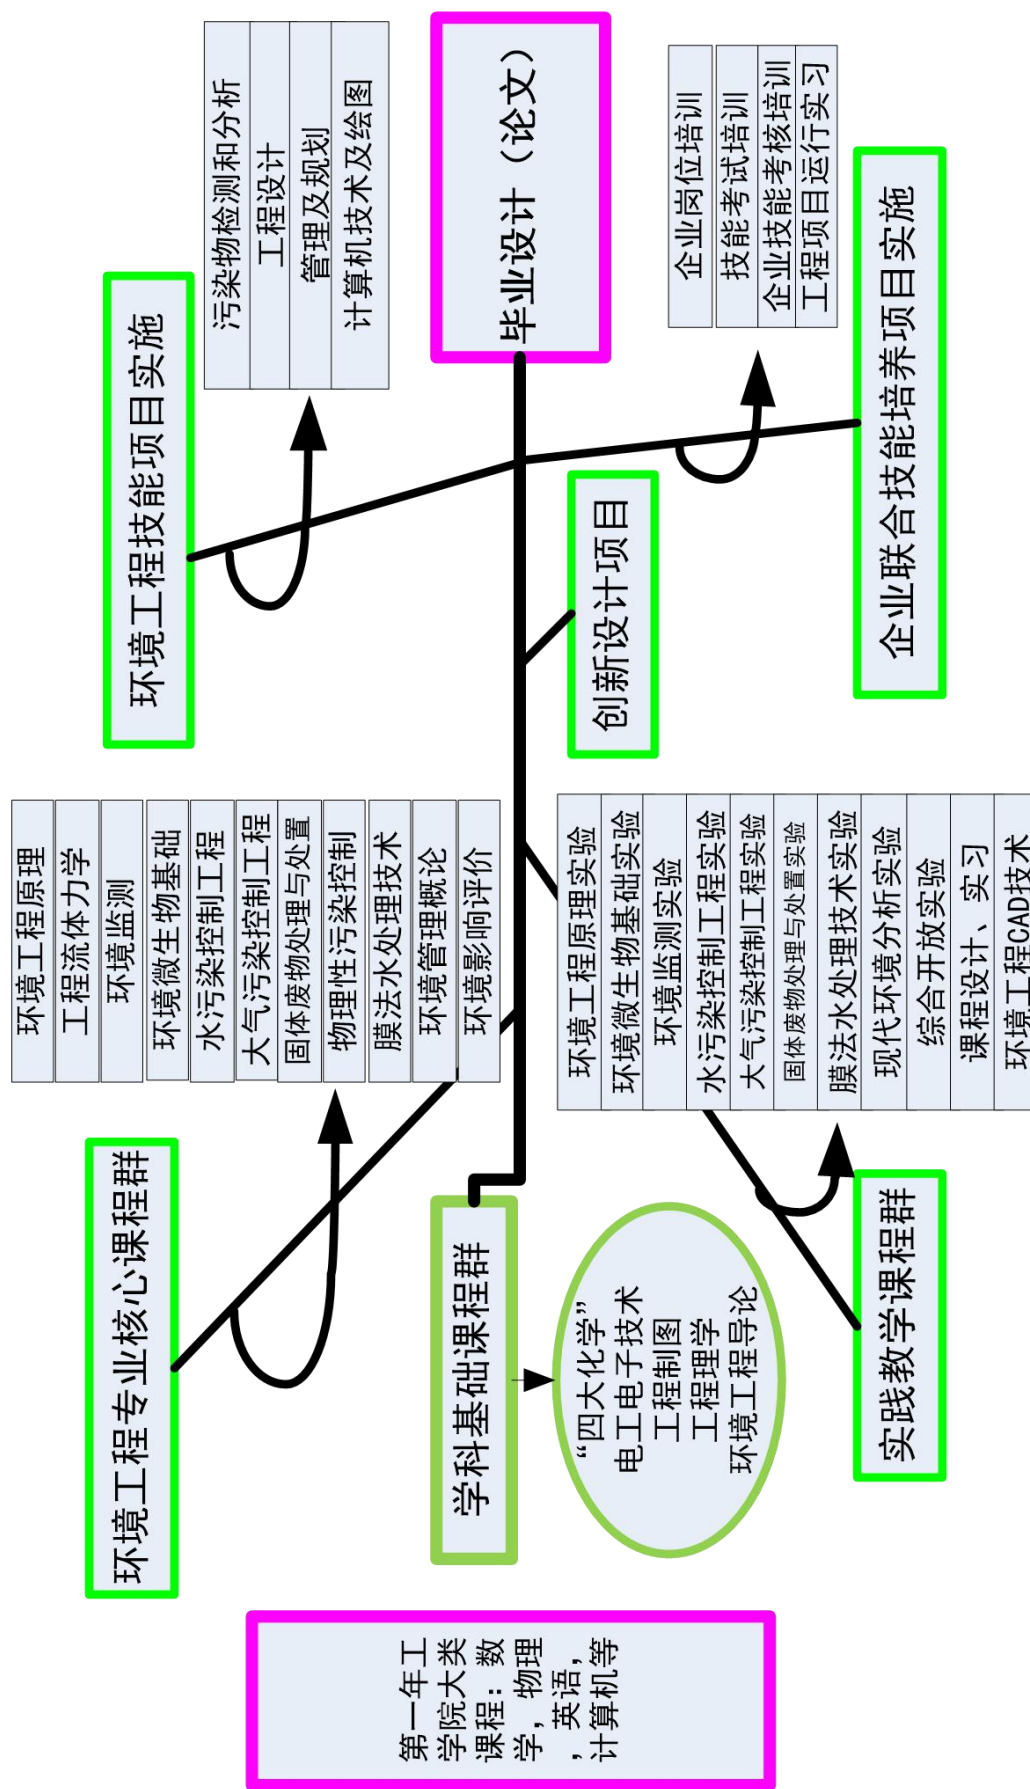 环境工程专业核心课程群
环境工程原理
工程流体力学
环境监测
环境微生物基础
水污染控制工程
大气污染控制工程
固体废物处理与处置
物理性污染控制
膜法水处理技术
环境管理概论
环境影响评价
环境工程技能项目实施
污染物检测和分析
工程设计
管理及规划
计算机技术及绘图
第一年工
学院大类
课程：数
学，物理
，英语，
计算机等
学科基础课程群
“四大化学”
电工电子技术
工程制图
工程理学
环境工程导论
创新设计项目
毕业设计（论文）
实践教学课程群
环境工程原理实验
环境微生物基础实验
环境监测实验
水污染控制工程实验
大气污染控制工程实验
固体废物处理与处置实验
膜法水处理技术实验
现代环境分析实验
综合开放实验
课程设计、实习
环境工程CAD技术
企业联合技能培养项目实施
企业岗位培训
技能考试培训
企业技能考核培训
工程项目运行实习